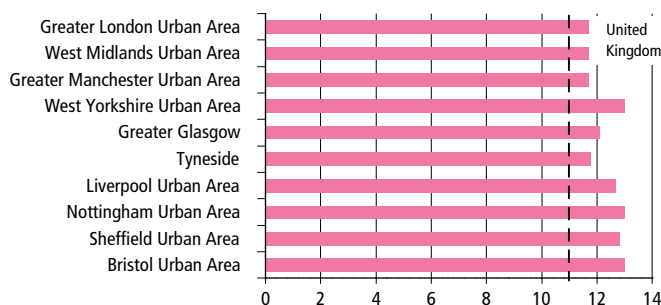 Greater London Urban Area
United
Kingdom
West Midlands Urban Area
Greater Manchester Urban Area
West Yorkshire Urban Area
Greater Glasgow
Tyneside
Liverpool Urban Area
Nottingham Urban Area
Sheffield Urban Area
Bristol Urban Area
0 2 4 6 8 10 12 14